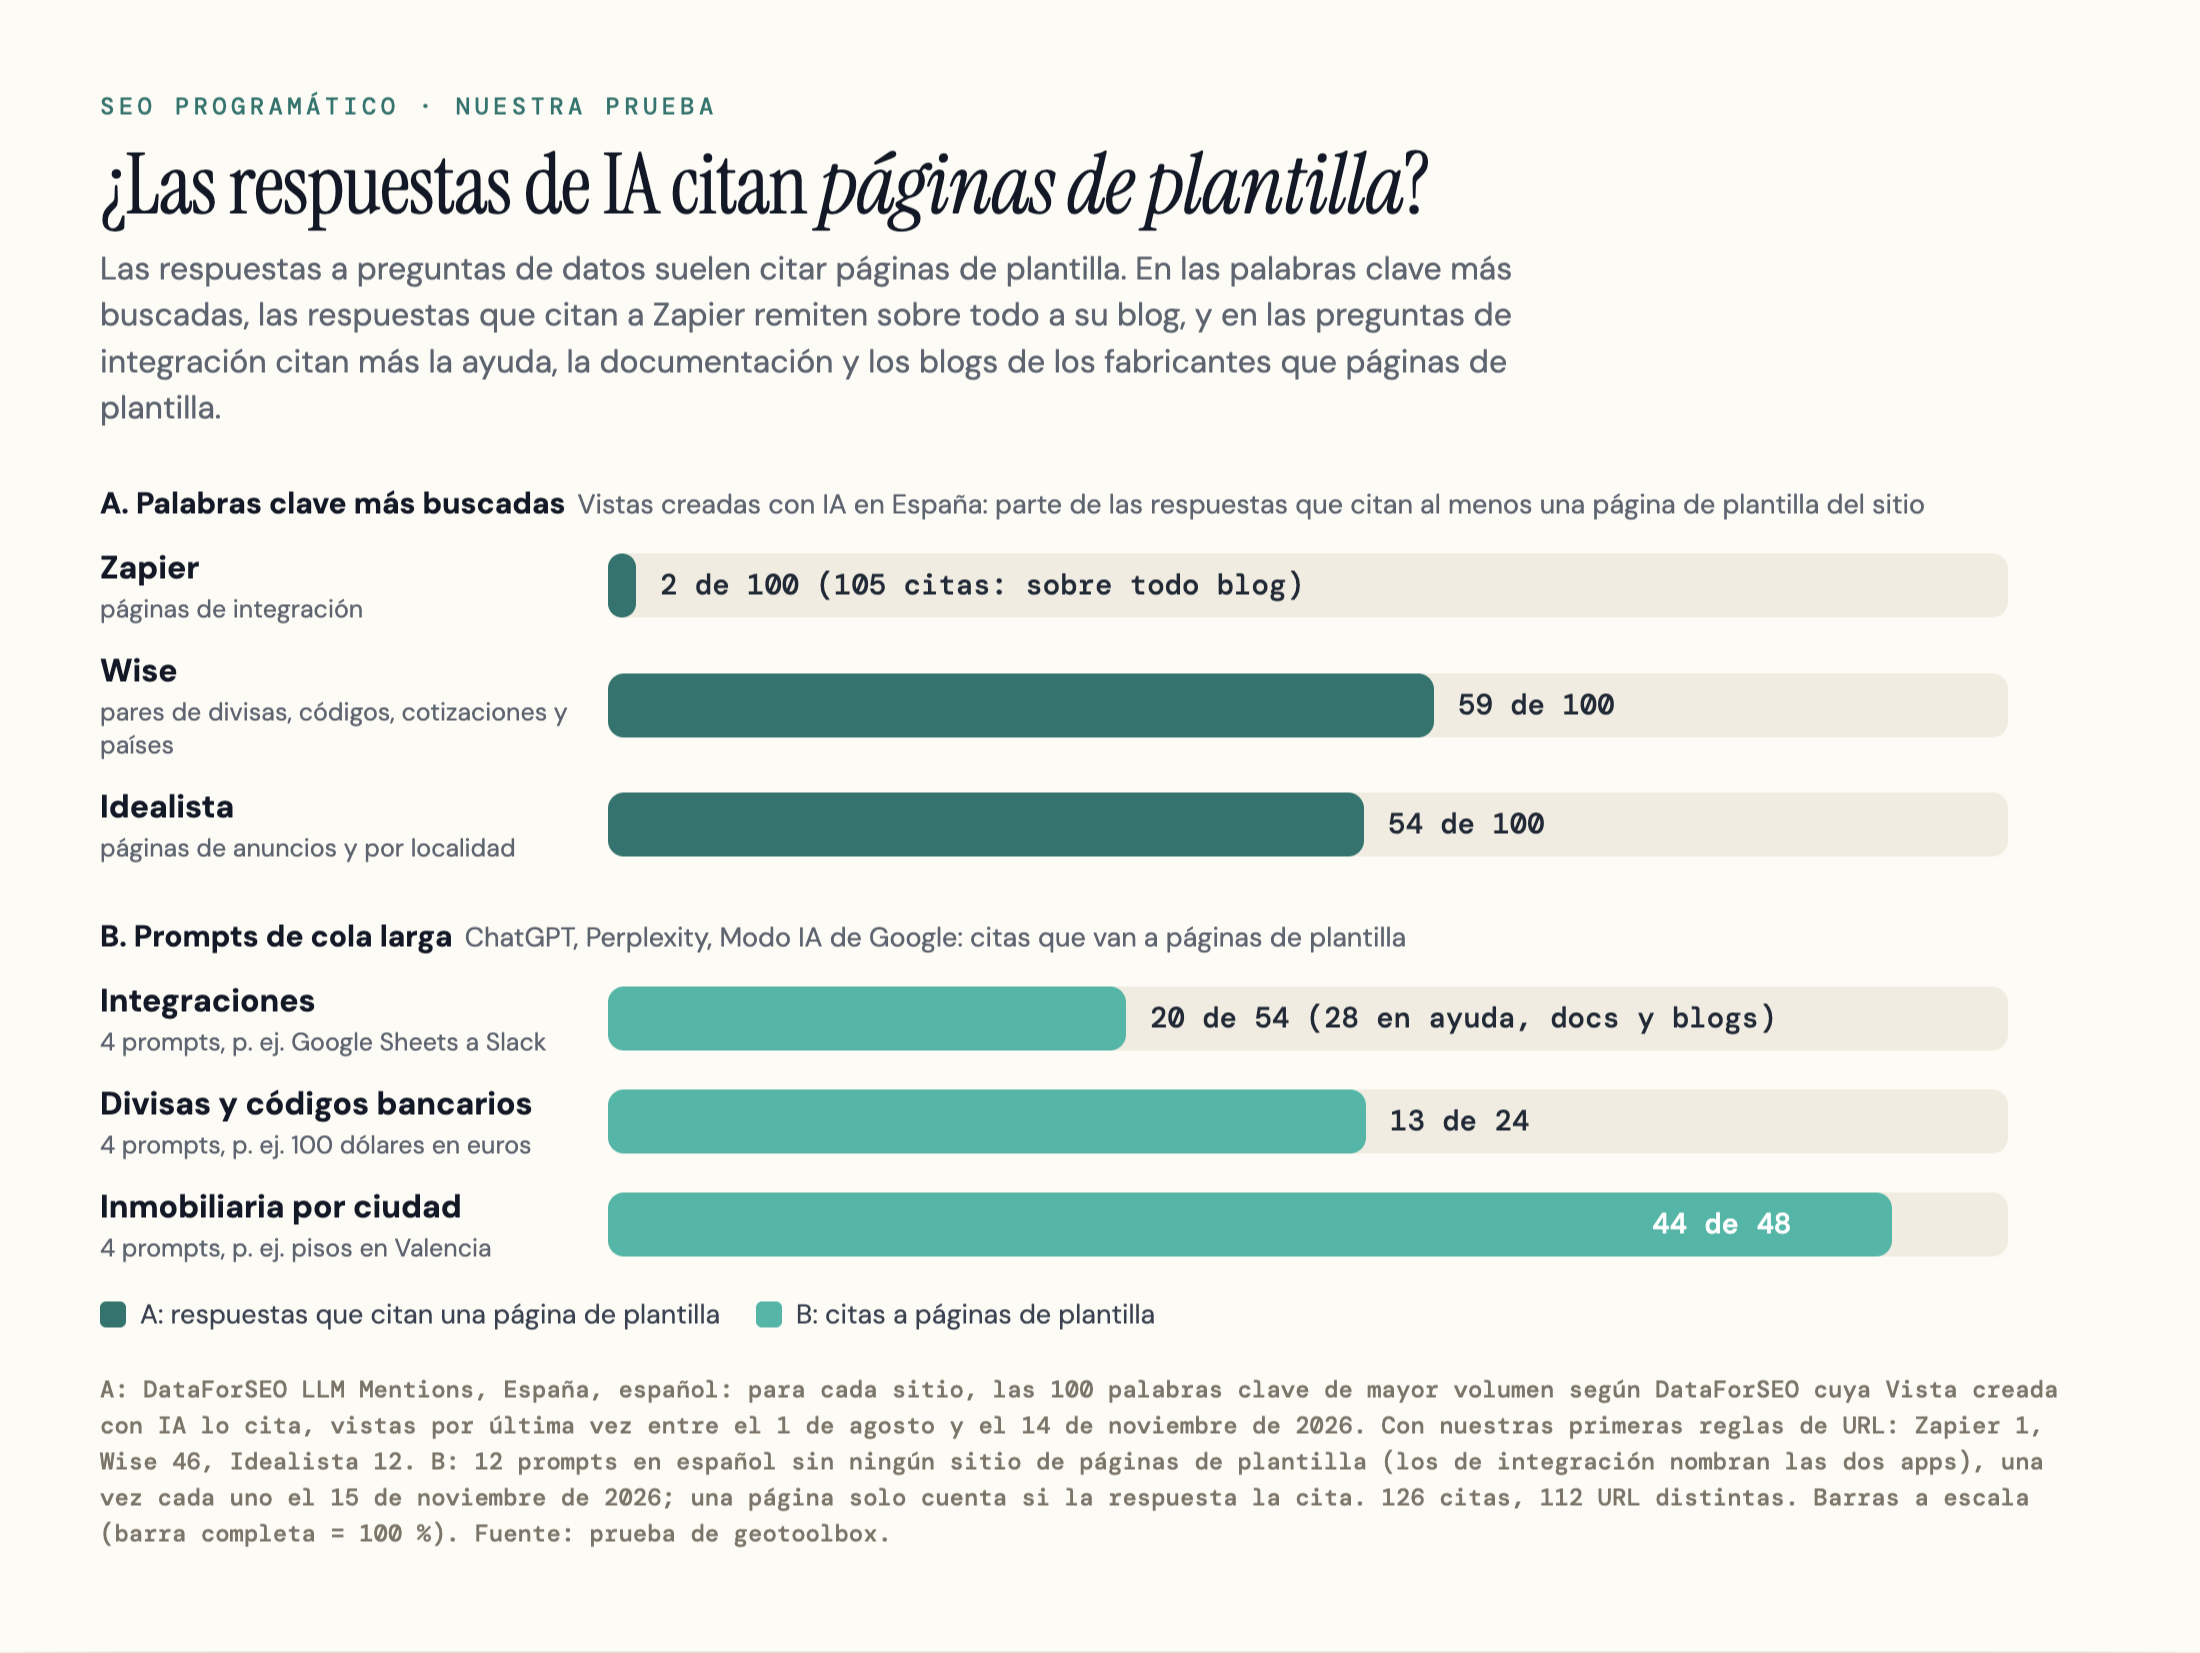 SEO PROGRAMÁTICO · NUESTRA PRUEBA
¿Las respuestas de IA citan páginas de plantilla?
Las respuestas a preguntas de datos suelen citar páginas de plantilla. En las palabras clave más
buscadas, las respuestas que citan a Zapier remiten sobre todo a su blog, y en las preguntas de
integración citan más la ayuda, la documentación y los blogs de los fabricantes que páginas de
plantilla.
A. Palabras clave más buscadas Vistas creadas con IA en España: parte de las respuestas que citan al menos una página de plantilla del sitio
Zapier
páginas de integración
2 de 100 (105 citas: sobre todo blog)
Wise
pares de divisas, códigos, cotizaciones y
países
59 de 100
Idealista
páginas de anuncios y por localidad
54 de 100
B. Prompts de cola larga ChatGPT, Perplexity, Modo IA de Google: citas que van a páginas de plantilla
Integraciones
4 prompts, p. ej. Google Sheets a Slack
20 de 54 (28 en ayuda, docs y blogs)
Divisas y códigos bancarios
4 prompts, p. ej. 100 dólares en euros
13 de 24
Inmobiliaria por ciudad
4 prompts, p. ej. pisos en Valencia
44 de 48
A: respuestas que citan una página de plantilla B: citas a páginas de plantilla
A: DataForSEO LLM Mentions, España, español: para cada sitio, las 100 palabras clave de mayor volumen según DataForSEO cuya Vista creada
con IA lo cita, vistas por última vez entre el 1 de agosto y el 14 de noviembre de 2026. Con nuestras primeras reglas de URL: Zapier 1,
Wise 46, Idealista 12. B: 12 prompts en español sin ningún sitio de páginas de plantilla (los de integración nombran las dos apps), una
vez cada uno el 15 de noviembre de 2026; una página solo cuenta si la respuesta la cita. 126 citas, 112 URL distintas. Barras a escala
(barra completa = 100 %). Fuente: prueba de geotoolbox.